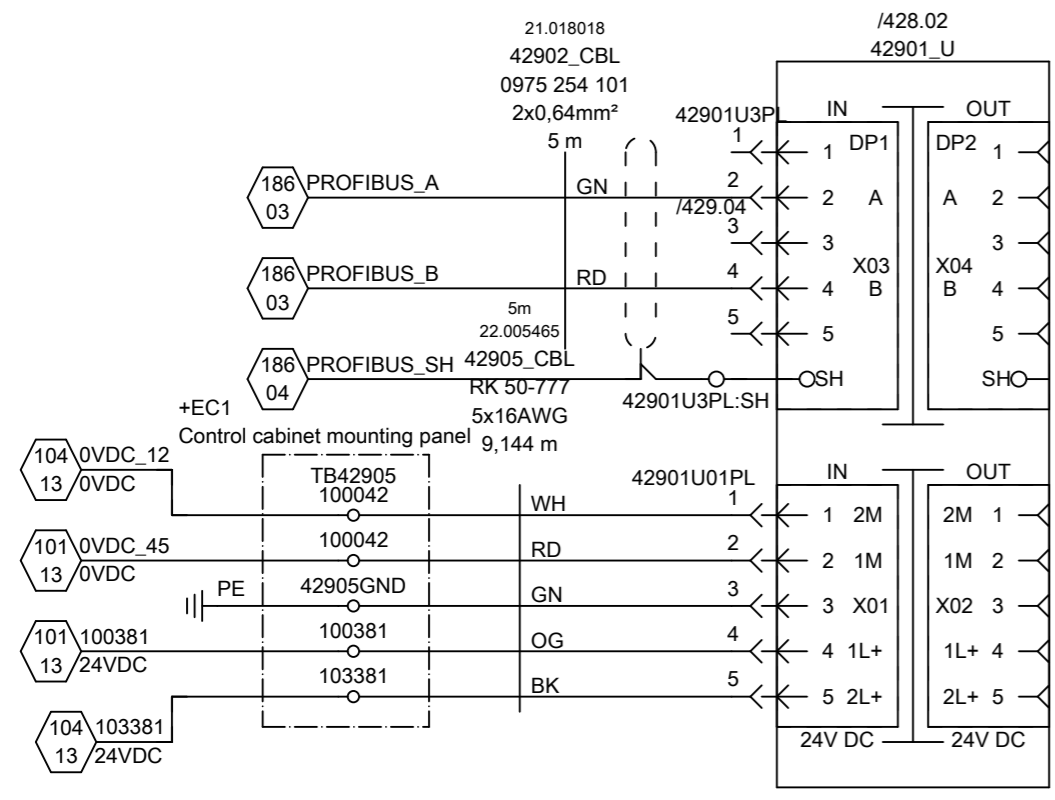 21.018018
42902_CBL
0975 254 101
2x0,64mm²
5 m
/428.02
42901_U
42901U3PL
IN
OUT
1
1
DP1
DP2
1
186
03
PROFIBUS_A
GN
2
/429.04
2
A
A
2
3
3
3
X03
X04
186
03
PROFIBUS_B
RD
4
4
B
B
4
5m
22.005465
5
5
5
186
04
PROFIBUS_SH
42905_CBL
RK 50-777
5x16AWG
9,144 m
42901U3PL:SH
SH
SH
+EC1
Control cabinet mounting panel
104
13
0VDC_12
0VDC
TB42905
100042
WH
42901U01PL
IN
OUT
1
1
2M
2M
1
101
13
0VDC_45
0VDC
100042
RD
2
2
1M
1M
2
PE
42905GND
GN
3
3
X01
X02
3
101
13
100381
24VDC
100381
OG
4
4
1L+
1L+
4
103381
BK
5
5
2L+
2L+
5
104
13
103381
24VDC
24V DC
24V DC